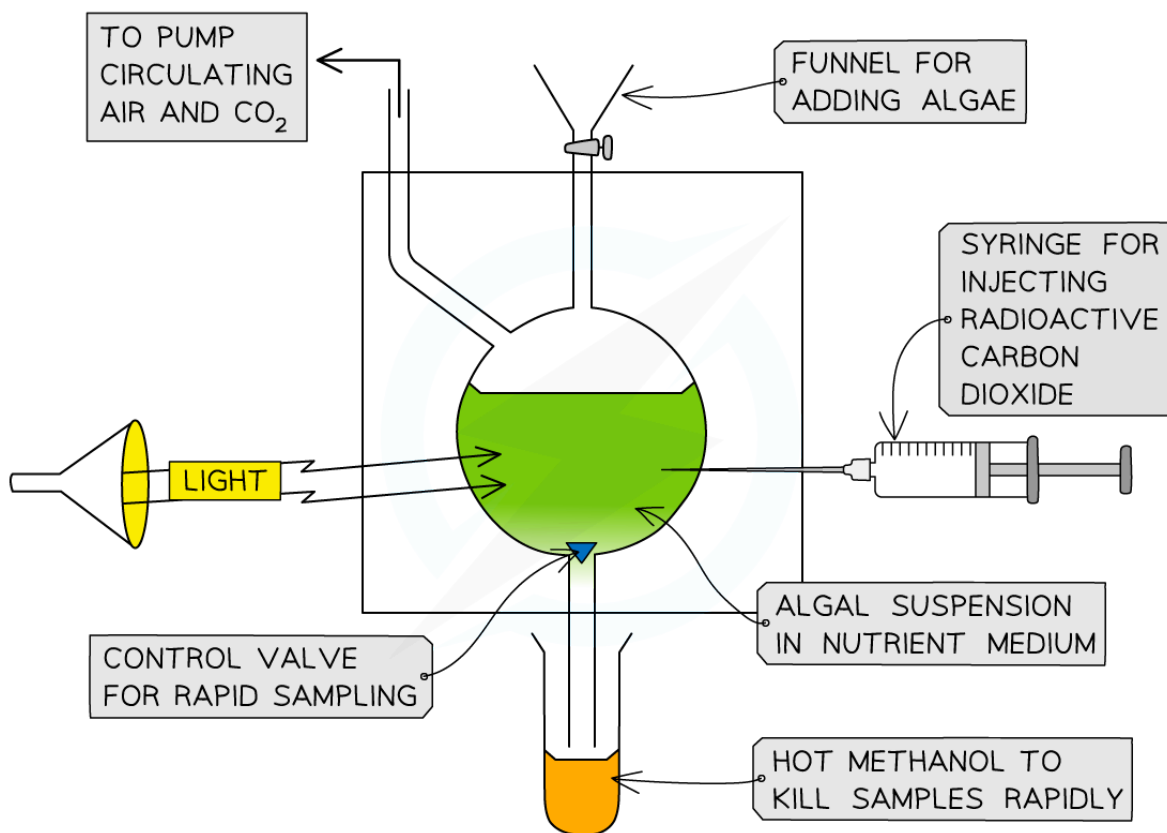 TO PUMP
CIRCULATING
AIR AND CO₂
FUNNEL FOR
ADDING ALGAE
SYRINGE FOR
INJECTING
RADIOACTIVE
CARBON
DIOXIDE
LIGHT
ALGAL SUSPENSION
IN NUTRIENT MEDIUM
CONTROL VALVE
FOR RAPID SAMPLING
HOT METHANOL TO
KILL SAMPLES RAPIDLY